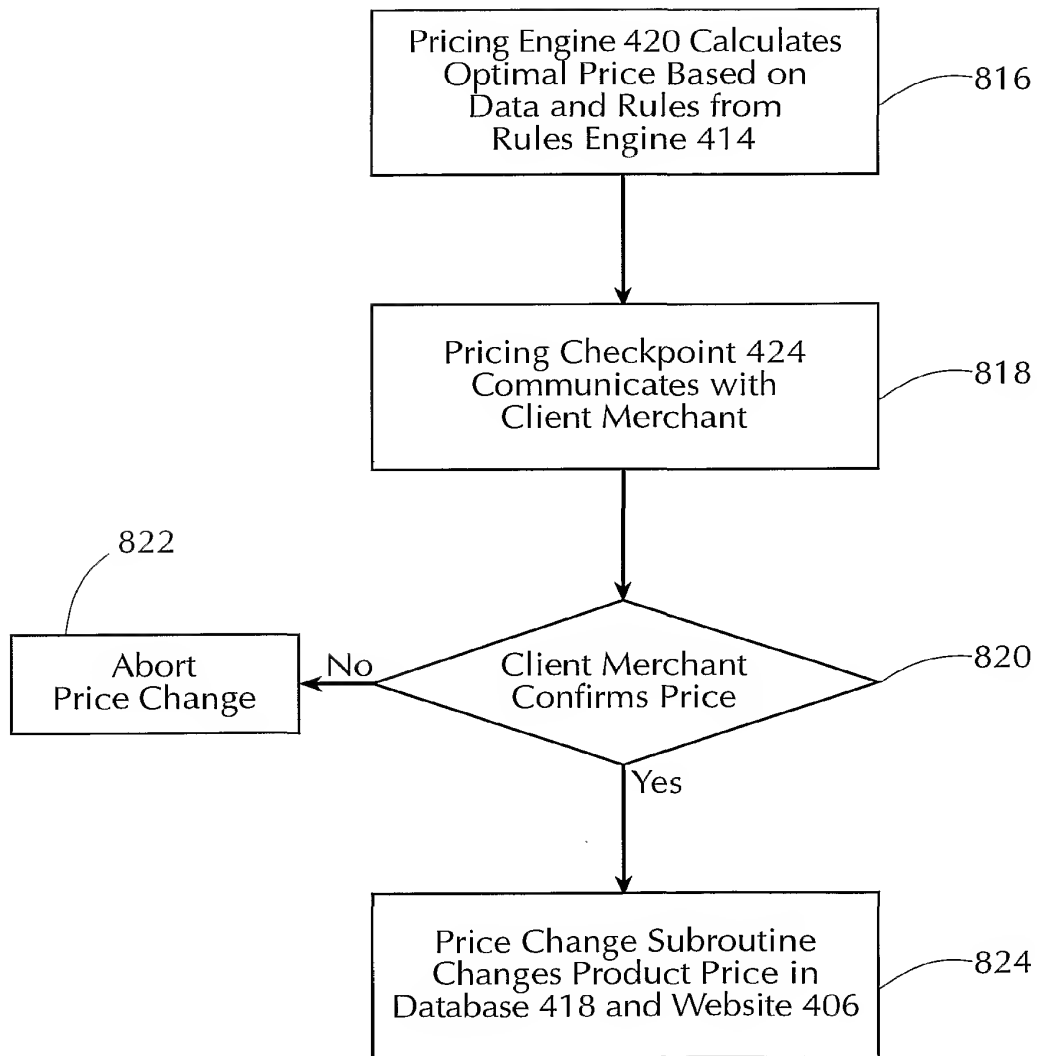 Pricing Engine 420 Calculates
Optimal Price Based on
Data and Rules from
Rules Engine 414
816
Pricing Checkpoint 424
Communicates with
Client Merchant
818
822
Abort
Price Change
No
Client Merchant
Confirms Price
820
Yes
Price Change Subroutine
Changes Product Price in
Database 418 and Website 406
824